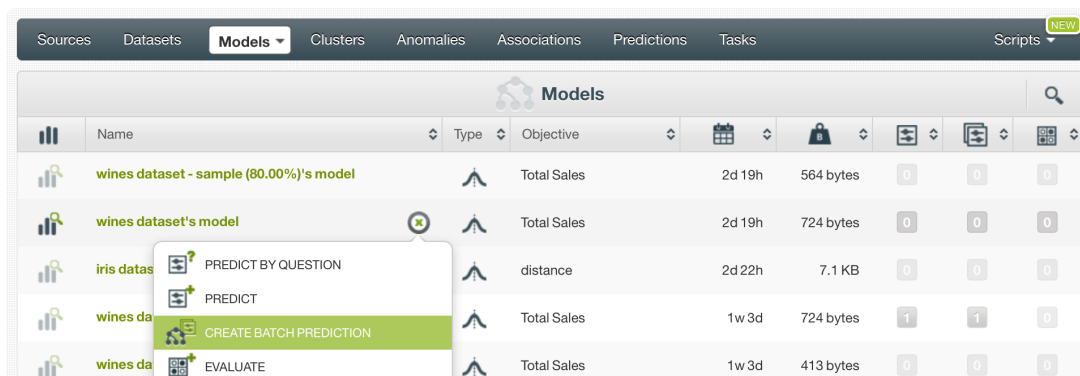 NEW
Sources Datasets Models Clusters Anomalies Associations Predictions Tasks Scripts
Models
Name Type Objective
wines dataset - sample (80.00%)'s model Total Sales 2d 19h 564 bytes 0 0 0
wines dataset's model Total Sales 2d 19h 724 bytes 0 0 0
iris datas distance 2d 22h 7.1 KB 0 0 0
PREDICT BY QUESTION
PREDICT
wines da Total Sales 1w 3d 724 bytes 1 1 0
CREATE BATCH PREDICTION
wines da Total Sales 1w 3d 413 bytes 0 0 0
EVALUATE